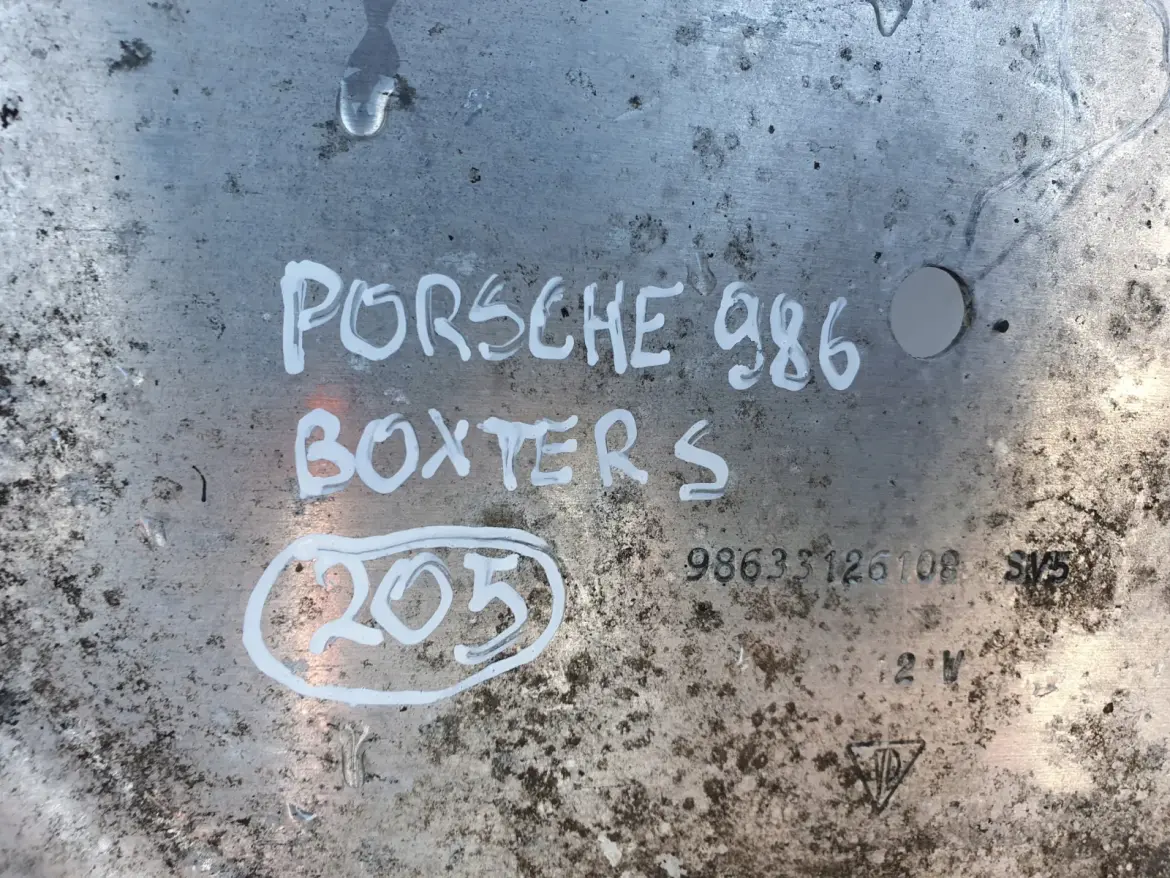 PORSCHE 986
BOXTER S
205
98633126108 SV5
2 V